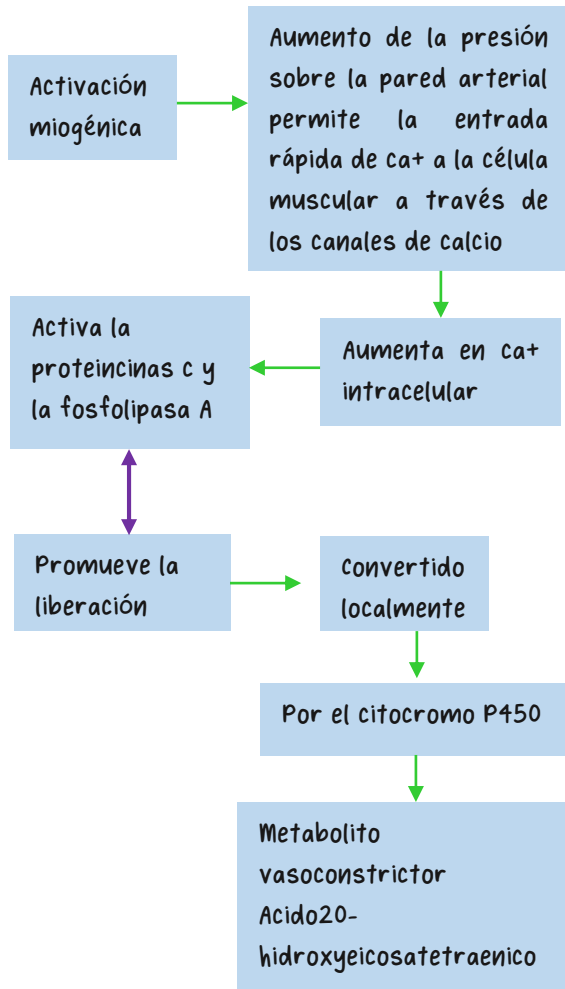 Activación
miogénica
Aumento de la presión
sobre la pared arterial
permite la entrada
rápida de ca+ a la célula
muscular a través de
los canales de calcio
Aumenta en ca+
intracelular
Activa la
proteincinas c y
la fosfolipasa A
Promueve la
liberación
Convertido
localmente
Por el citocromo P450
Metabolito
vasoconstrictor
Acido20-
hidroxyeicosatetraenico